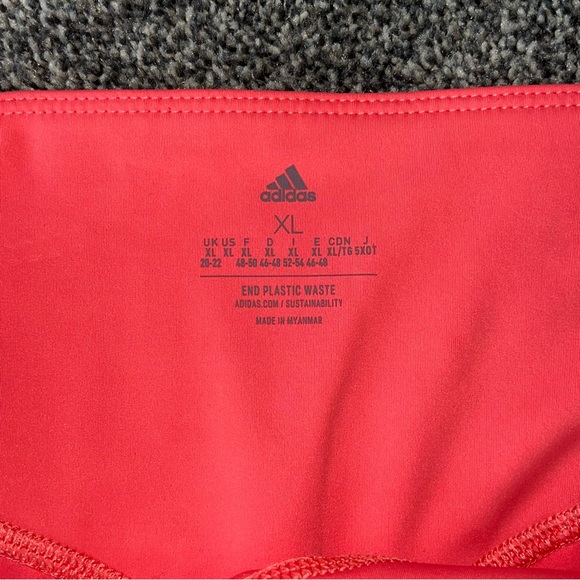 adidas
XL
UK US F D I E CDN J
XL XL XL XL XL XL XL/TG 5XOT
20-22 48-50 46-48 52-54 46-48
END PLASTIC WASTE
ADIDAS.COM / SUSTAINABILITY
MADE IN MYANMAR